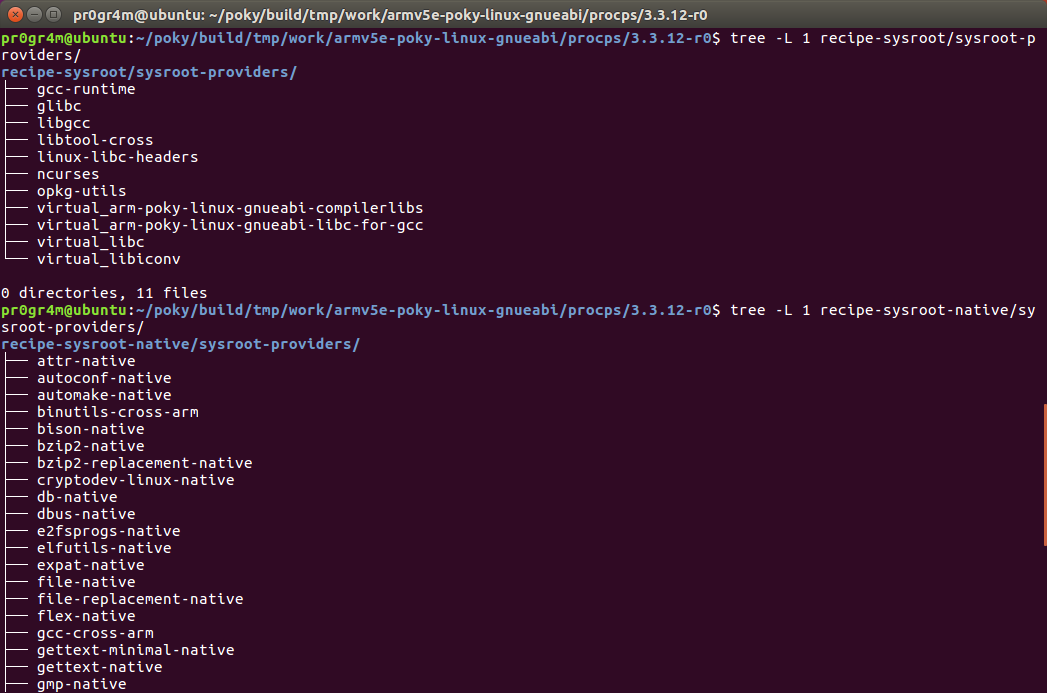 pr0gr4m@ubuntu: ~/poky/build/tmp/work/armv5e-poky-linux-gnueabi/procps/3.3.12-r0
pr0gr4m@ubuntu:~/poky/build/tmp/work/armv5e-poky-linux-gnueabi/procps/3.3.12-r0$ tree -L 1 recipe-sysroot/sysroot-p
roviders/
recipe-sysroot/sysroot-providers/
├── gcc-runtime
├── glibc
├── libgcc
├── libtool-cross
├── linux-libc-headers
├── ncurses
├── opkg-utils
├── virtual_arm-poky-linux-gnueabi-compilerlibs
├── virtual_arm-poky-linux-gnueabi-libc-for-gcc
├── virtual_libc
└── virtual_libiconv
0 directories, 11 files
pr0gr4m@ubuntu:~/poky/build/tmp/work/armv5e-poky-linux-gnueabi/procps/3.3.12-r0$ tree -L 1 recipe-sysroot-native/sy
sroot-providers/
recipe-sysroot-native/sysroot-providers/
├── attr-native
├── autoconf-native
├── automake-native
├── binutils-cross-arm
├── bison-native
├── bzip2-native
├── bzip2-replacement-native
├── cryptodev-linux-native
├── db-native
├── dbus-native
├── e2fsprogs-native
├── elfutils-native
├── expat-native
├── file-native
├── file-replacement-native
├── flex-native
├── gcc-cross-arm
├── gettext-minimal-native
├── gettext-native
├── gmp-native